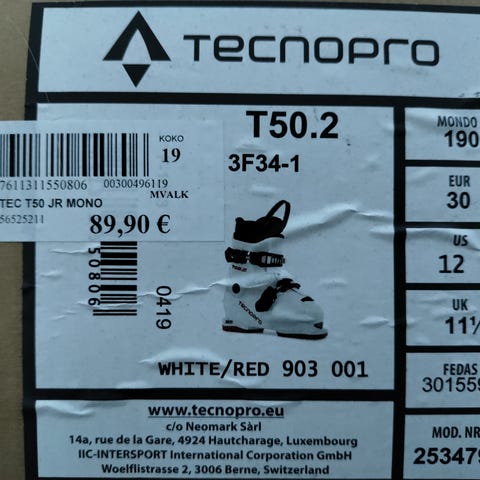 TECNOPRO
T50.2
3F34-1
MONDO
190
EUR
30
US
12
UK
11½
FEDAS
301559
MOD. NR
253479
KOKO
19
7611311550806 00300496119
MVALK
TEC T50 JR MONO
56525211
89,90 €
50806
0419
TECNOPRO
WHITE/RED 903 001
www.tecnopro.eu
c/o Neomark Sàrl
14a, rue de la Gare, 4924 Hautcharage, Luxembourg
IIC-INTERSPORT International Corporation GmbH
Woelflistrasse 2, 3006 Berne, Switzerland